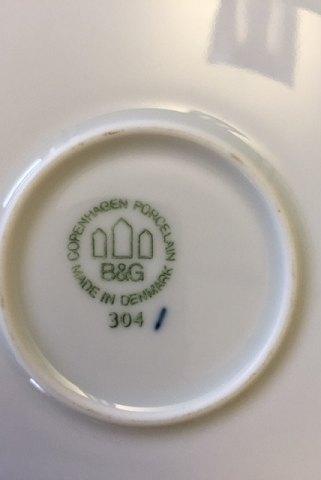 COPENHAGEN PORCELAIN
B&G
MADE IN DENMARK
304